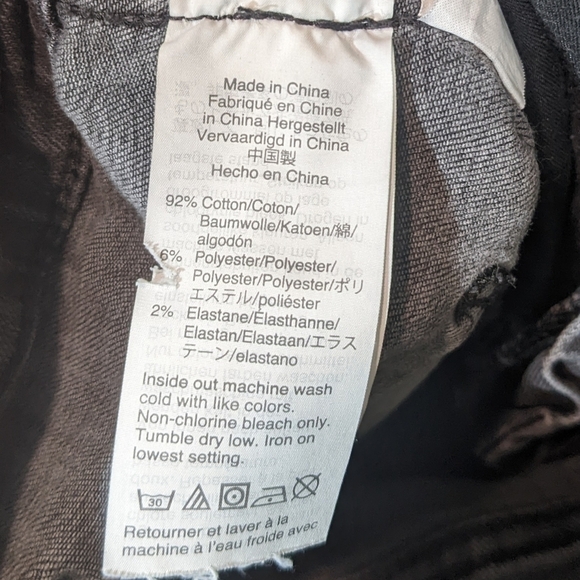 Made in China
Fabriqué en Chine
in China Hergestellt
Vervaardigd in China
中国製
Hecho en China
92% Cotton/Coton/
Baumwolle/Katoen/綿/
algodón
6% Polyester/Polyester/
Polyester/Polyester/ポリ
エステル/poliéster
2% Elastane/Élasthanne/
Elastan/Elastaan/エラス
テーン/elastano
Inside out machine wash
cold with like colors.
Non-chlorine bleach only.
Tumble dry low. Iron on
lowest setting.
30
Retourner et laver à la
machine à l'eau froide avec